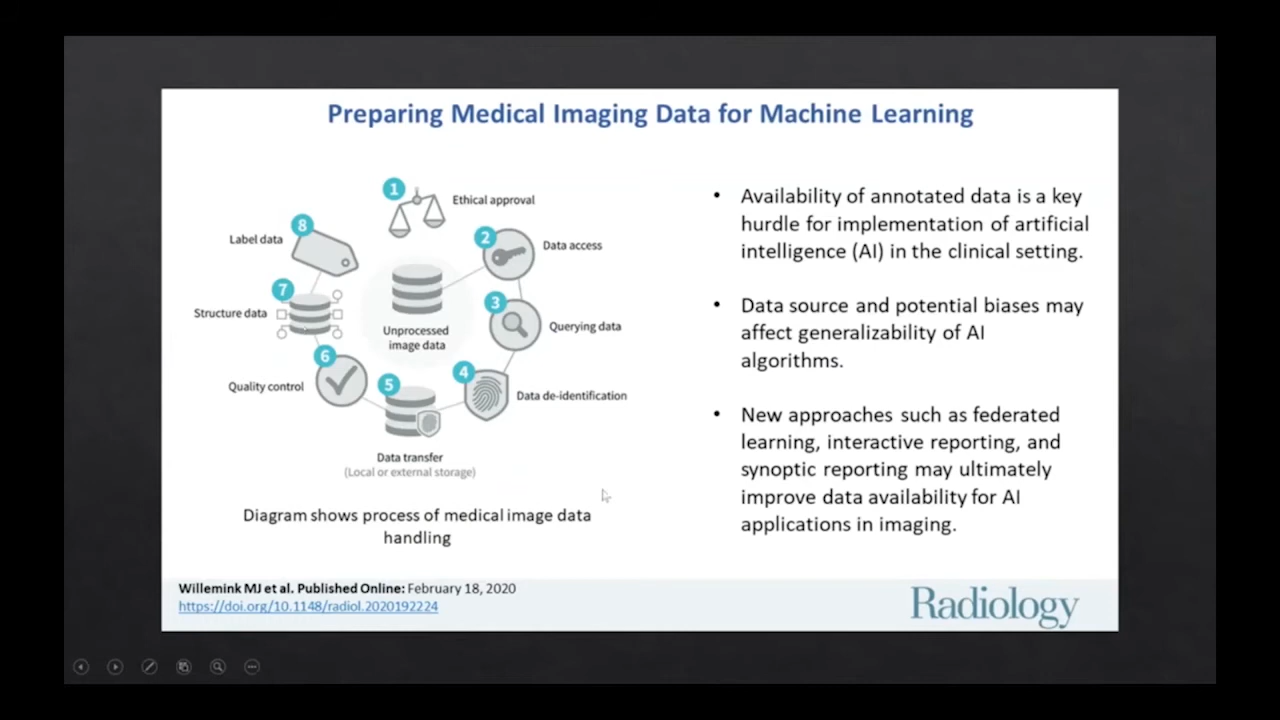 Preparing Medical Imaging Data for Machine Learning
1
Ethical approval
2
Data access
3
Querying data
4
Data de-identification
5
Data transfer
(Local or external storage)
6
Quality control
7
Structure data
8
Label data
Unprocessed
image data
Diagram shows process of medical image data
handling
• Availability of annotated data is a key
hurdle for implementation of artificial
intelligence (AI) in the clinical setting.
• Data source and potential biases may
affect generalizability of AI
algorithms.
• New approaches such as federated
learning, interactive reporting, and
synoptic reporting may ultimately
improve data availability for AI
applications in imaging.
Willemink MJ et al. Published Online: February 18, 2020
https://doi.org/10.1148/radiol.2020192224
Radiology